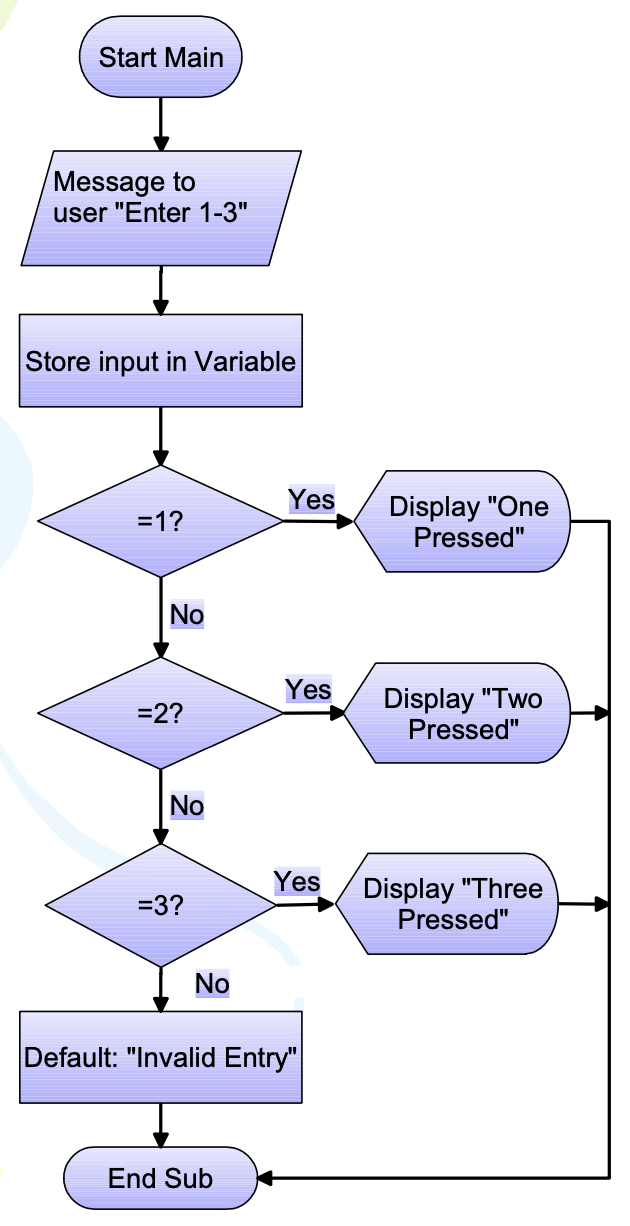 Start Main
Message to
user "Enter 1-3"
Store input in Variable
=1?
Yes
Display "One
Pressed"
No
=2?
Yes
Display "Two
Pressed"
No
=3?
Yes
Display "Three
Pressed"
No
Default: "Invalid Entry"
End Sub